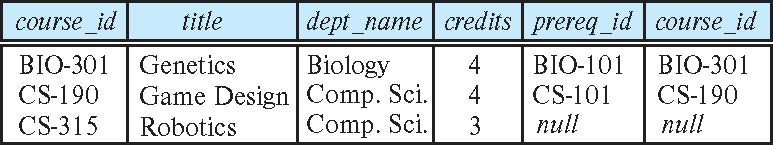 course_id title dept_name credits prereq_id course_id
BIO-301 Genetics Biology 4 BIO-101 BIO-301
CS-190 Game Design Comp. Sci. 4 CS-101 CS-190
CS-315 Robotics Comp. Sci. 3 null null